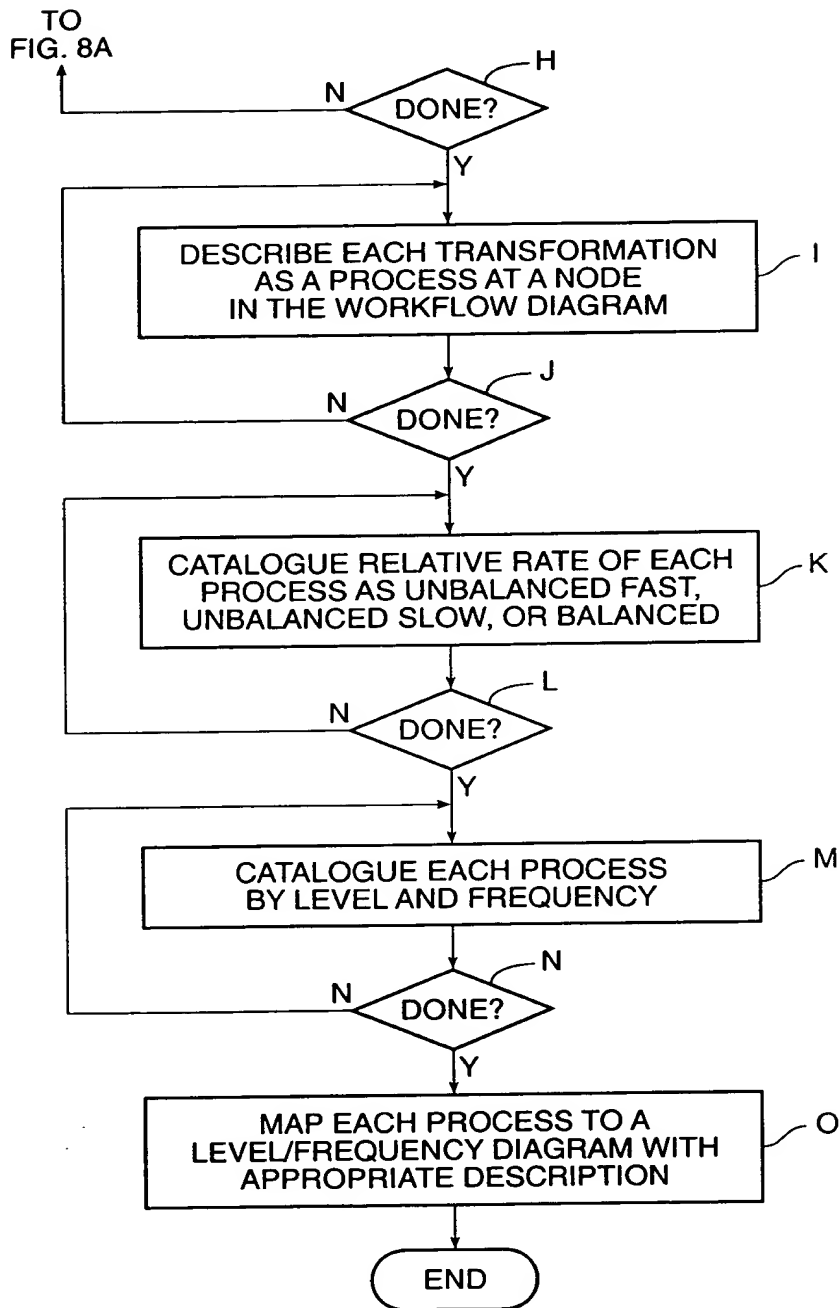 TO
FIG. 8A
H
N
DONE?
Y
DESCRIBE EACH TRANSFORMATION
AS A PROCESS AT A NODE
IN THE WORKFLOW DIAGRAM
I
J
N
DONE?
Y
CATALOGUE RELATIVE RATE OF EACH
PROCESS AS UNBALANCED FAST,
UNBALANCED SLOW, OR BALANCED
K
L
N
DONE?
Y
CATALOGUE EACH PROCESS
BY LEVEL AND FREQUENCY
M
N
N
DONE?
Y
MAP EACH PROCESS TO A
LEVEL/FREQUENCY DIAGRAM WITH
APPROPRIATE DESCRIPTION
O
END